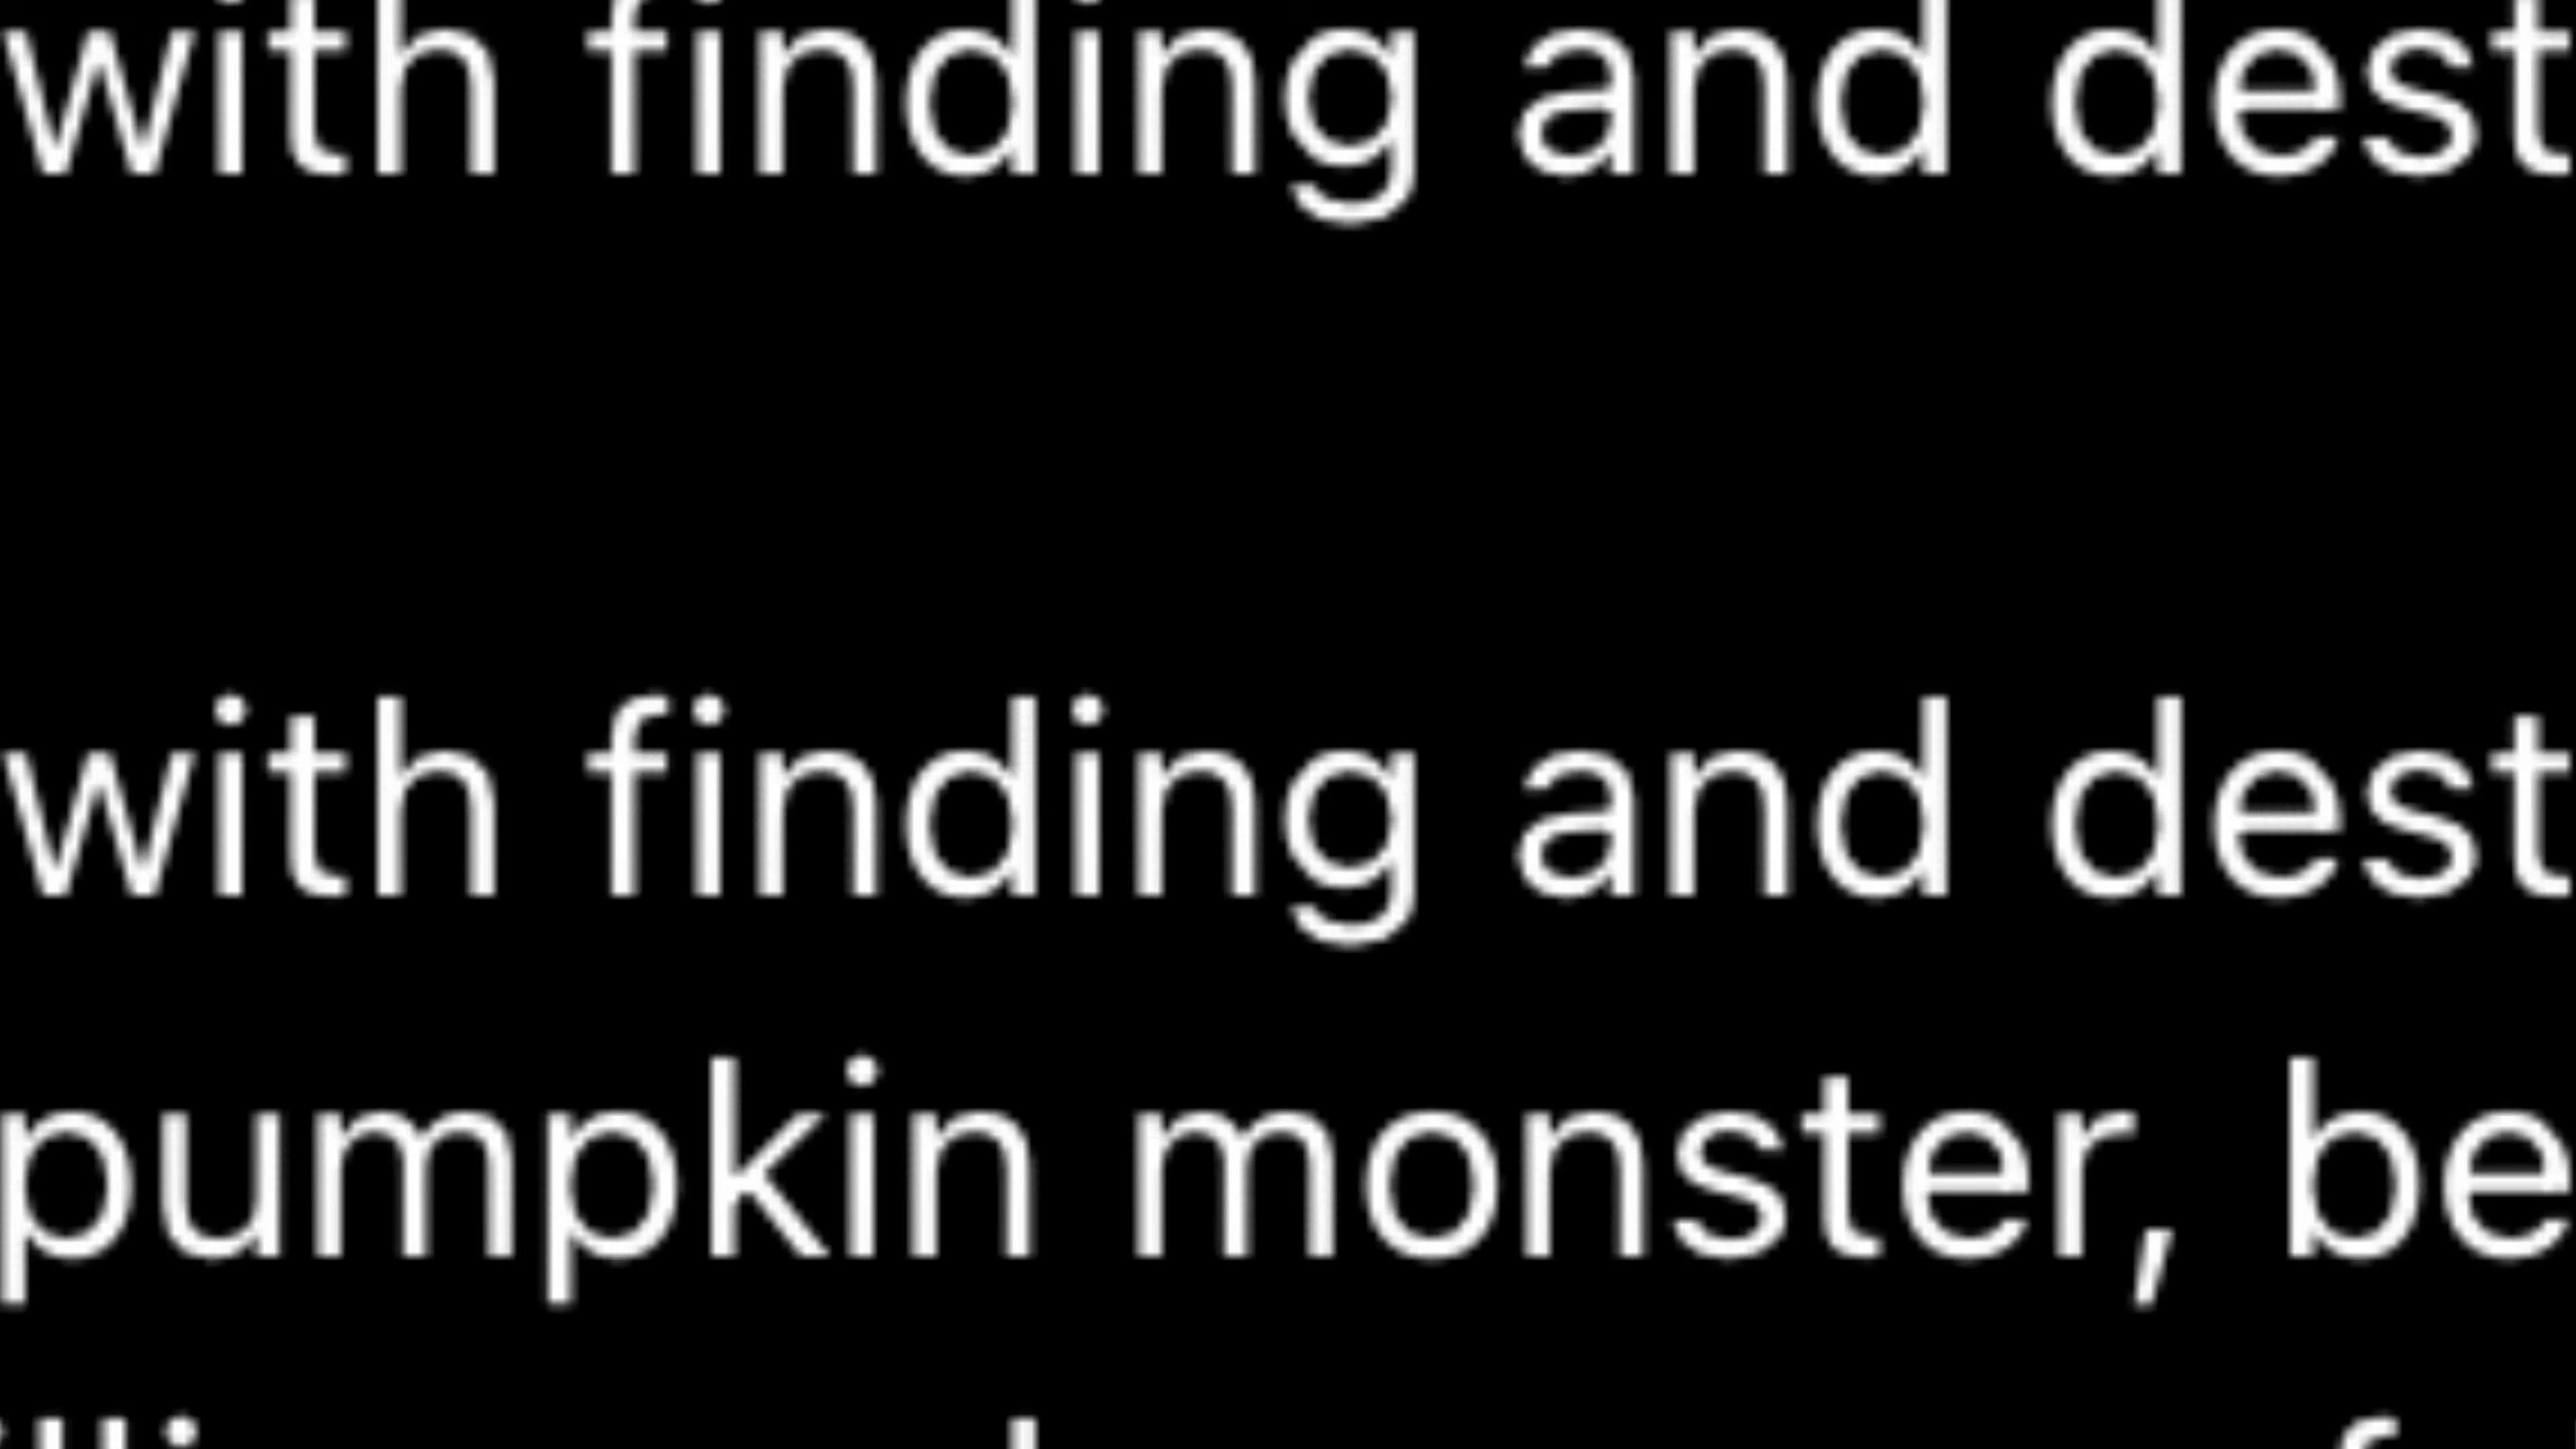 with finding and dest
with finding and dest
pumpkin monster, be